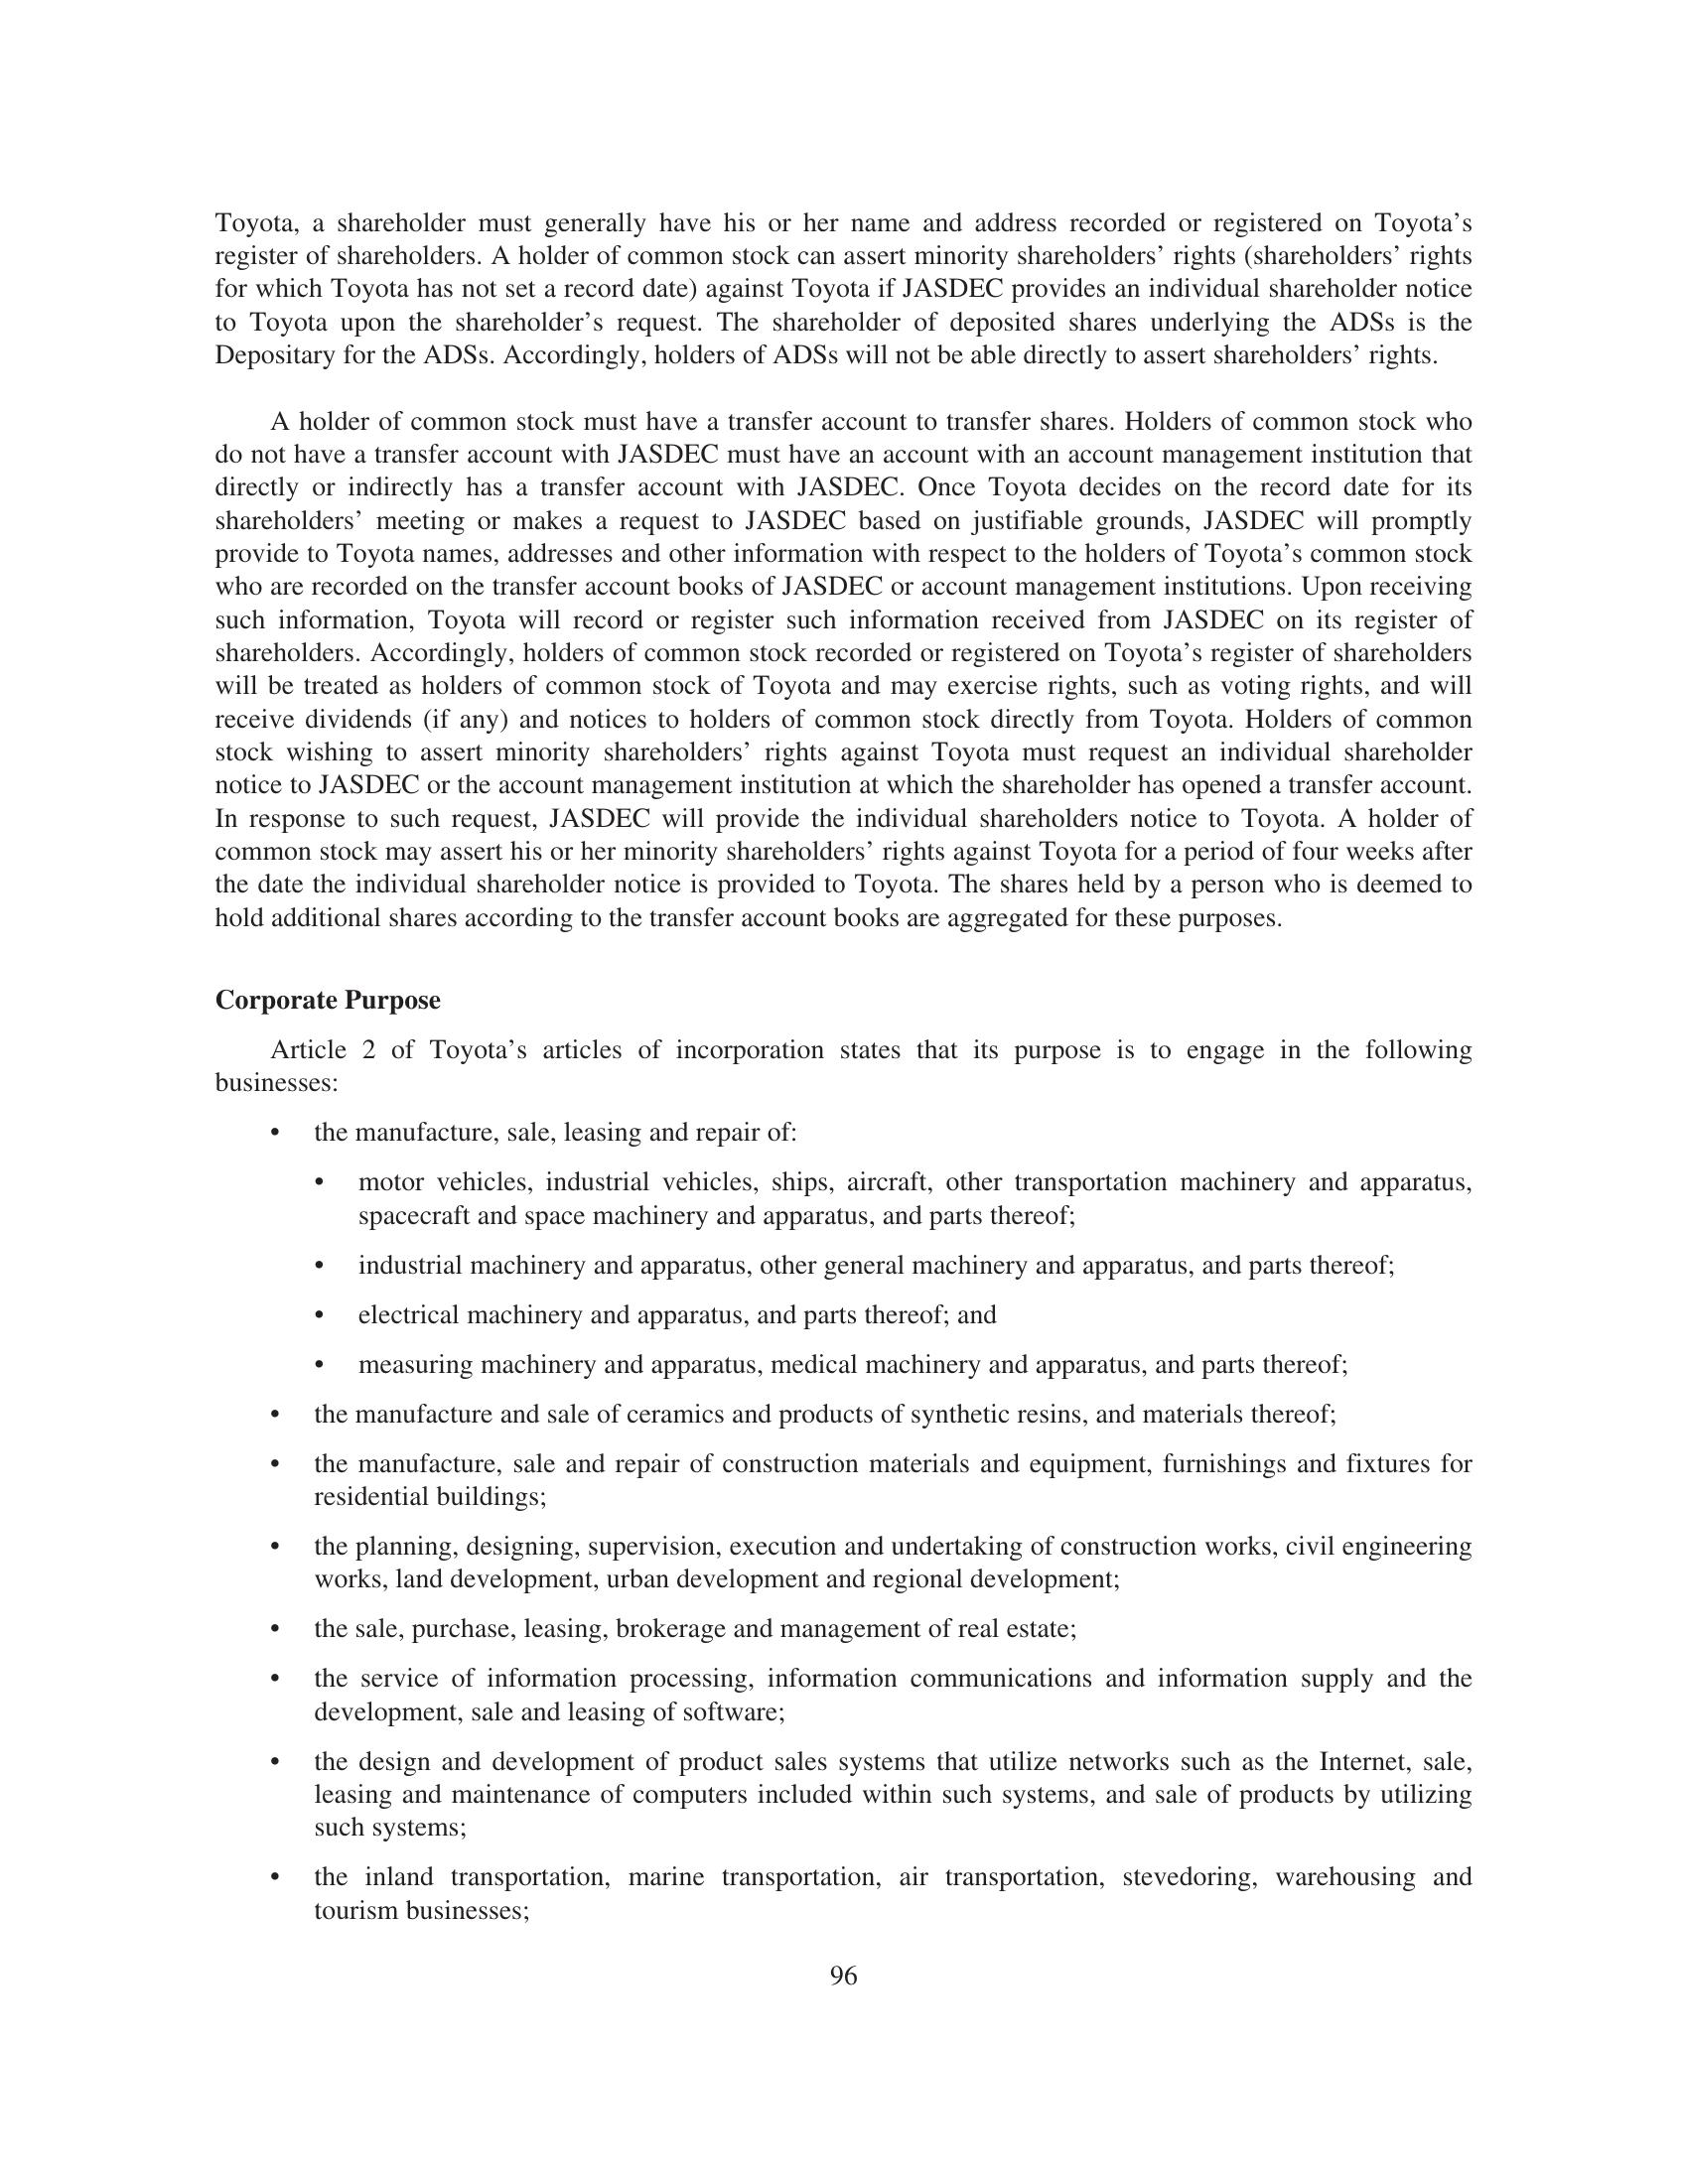 Toyota, a shareholder must generally have his or her name and address recorded or registered on Toyota’s
register of shareholders. A holder of common stock can assert minority shareholders’ rights (shareholders’ rights
for which Toyota has not set a record date) against Toyota if JASDEC provides an individual shareholder notice
to Toyota upon the shareholder’s request. The shareholder of deposited shares underlying the ADSs is the
Depositary for the ADSs. Accordingly, holders of ADSs will not be able directly to assert shareholders’ rights.
A holder of common stock must have a transfer account to transfer shares. Holders of common stock who
do not have a transfer account with JASDEC must have an account with an account management institution that
directly or indirectly has a transfer account with JASDEC. Once Toyota decides on the record date for its
shareholders’ meeting or makes a request to JASDEC based on justifiable grounds, JASDEC will promptly
provide to Toyota names, addresses and other information with respect to the holders of Toyota’s common stock
who are recorded on the transfer account books of JASDEC or account management institutions. Upon receiving
such information, Toyota will record or register such information received from JASDEC on its register of
shareholders. Accordingly, holders of common stock recorded or registered on Toyota’s register of shareholders
will be treated as holders of common stock of Toyota and may exercise rights, such as voting rights, and will
receive dividends (if any) and notices to holders of common stock directly from Toyota. Holders of common
stock wishing to assert minority shareholders’ rights against Toyota must request an individual shareholder
notice to JASDEC or the account management institution at which the shareholder has opened a transfer account.
In response to such request, JASDEC will provide the individual shareholders notice to Toyota. A holder of
common stock may assert his or her minority shareholders’ rights against Toyota for a period of four weeks after
the date the individual shareholder notice is provided to Toyota. The shares held by a person who is deemed to
hold additional shares according to the transfer account books are aggregated for these purposes.
Corporate Purpose
Article 2 of Toyota’s articles of incorporation states that its purpose is to engage in the following
businesses:
• the manufacture, sale, leasing and repair of:
• motor vehicles, industrial vehicles, ships, aircraft, other transportation machinery and apparatus,
spacecraft and space machinery and apparatus, and parts thereof;
• industrial machinery and apparatus, other general machinery and apparatus, and parts thereof;
• electrical machinery and apparatus, and parts thereof; and
• measuring machinery and apparatus, medical machinery and apparatus, and parts thereof;
• the manufacture and sale of ceramics and products of synthetic resins, and materials thereof;
• the manufacture, sale and repair of construction materials and equipment, furnishings and fixtures for
residential buildings;
• the planning, designing, supervision, execution and undertaking of construction works, civil engineering
works, land development, urban development and regional development;
• the sale, purchase, leasing, brokerage and management of real estate;
• the service of information processing, information communications and information supply and the
development, sale and leasing of software;
• the design and development of product sales systems that utilize networks such as the Internet, sale,
leasing and maintenance of computers included within such systems, and sale of products by utilizing
such systems;
• the inland transportation, marine transportation, air transportation, stevedoring, warehousing and
tourism businesses;
96